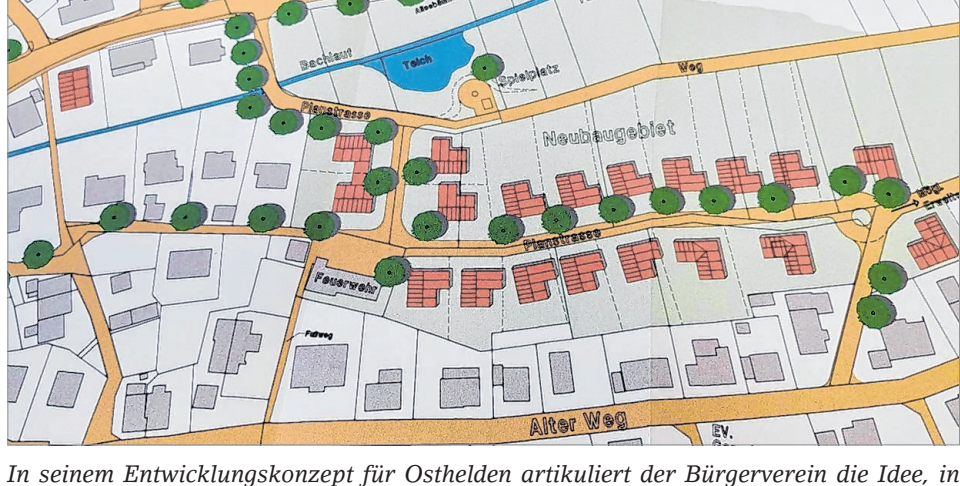 Bachlauf
Teich
Spielplatz
Weg
Planstrasse
Neubaugebiet
Planstrasse
Feuerwehr
Fußweg
Alter Weg
EV.
In seinem Entwicklungskonzept für Osthelden artikuliert der Bürgerverein die Idee, in